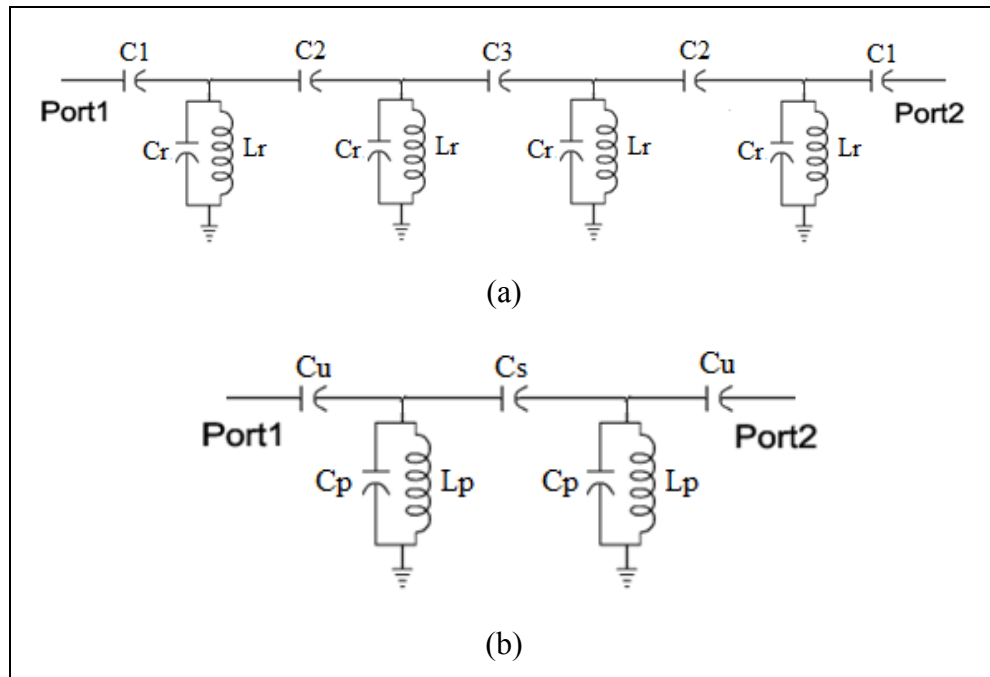 C1 C2 C3 C2 C1
Port1 Port2
Cr Lr Cr Lr Cr Lr Cr Lr
(a)
Cu Cs Cu
Port1 Port2
Cp Lp Cp Lp
(b)